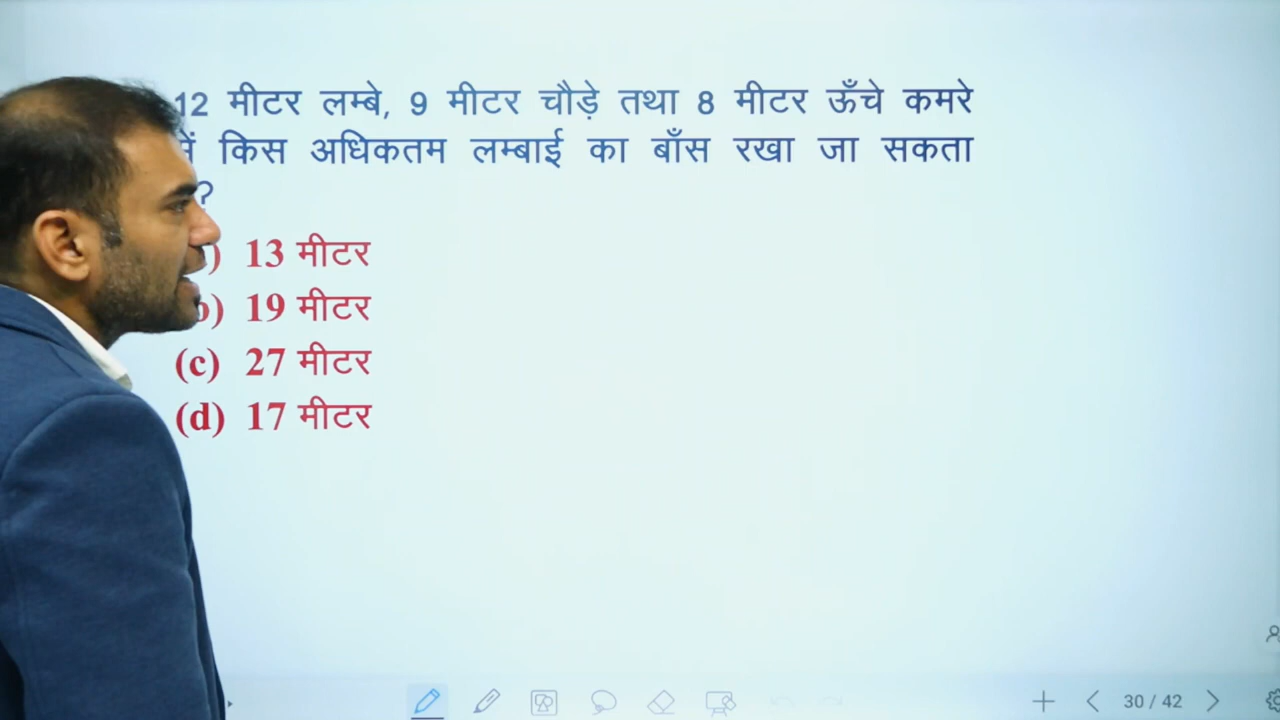 12 मीटर लम्बे, 9 मीटर चौड़े तथा 8 मीटर ऊँचे कमरे
किस अधिकतम लम्बाई का बाँस रखा जा सकता
?
) 13 मीटर
b) 19 मीटर
(c) 27 मीटर
(d) 17 मीटर
30 / 42